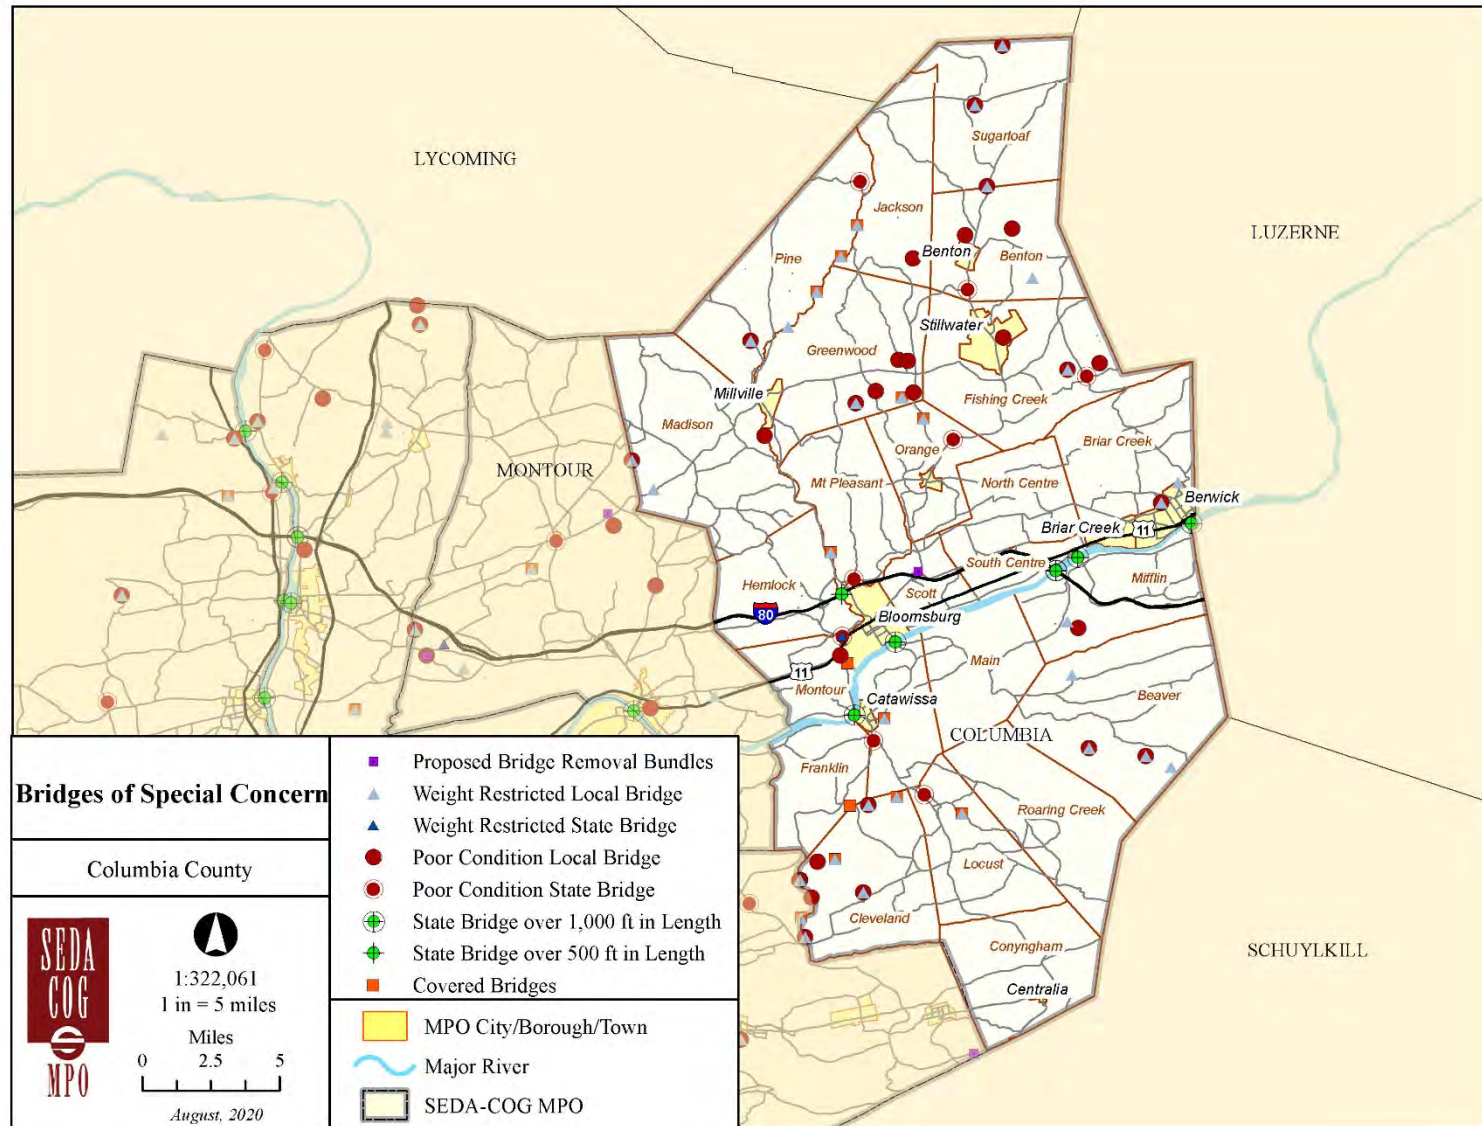 LYCOMING
Sugarloaf
Jackson
LUZERNE
Benton
Benton
Pine
Stillwater
Greenwood
Millville
Fishing Creek
Madison
Briar Creek
Orange
MONTOUR
Mt Pleasant
North Centre
Berwick
Briar Creek
11
South Centre
Mifflin
Hemlock
Scott
80
Bloomsburg
Main
11
Montour
Beaver
Catawissa
COLUMBIA
Franklin
Roaring Creek
Locust
Cleveland
Conyngham
SCHUYLKILL
Centralia
Bridges of Special Concern
Columbia County
SEDA
COG
MPO
1:322,061
1 in = 5 miles
Miles
0 2.5 5
August, 2020
Proposed Bridge Removal Bundles
Weight Restricted Local Bridge
Weight Restricted State Bridge
Poor Condition Local Bridge
Poor Condition State Bridge
State Bridge over 1,000 ft in Length
State Bridge over 500 ft in Length
Covered Bridges
MPO City/Borough/Town
Major River
SEDA-COG MPO